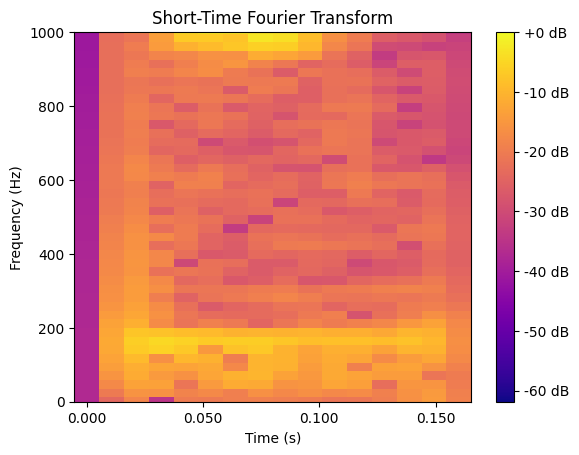 Short-Time Fourier Transform
1000
800
600
400
200
0
Frequency (Hz)
0.000
0.050
0.100
0.150
Time (s)
+0 dB
-10 dB
-20 dB
-30 dB
-40 dB
-50 dB
-60 dB